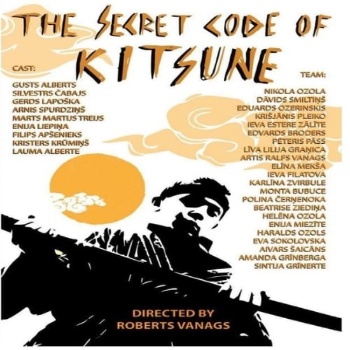 THE SECRET CODE OF
KITSUNE
CAST:
GUSTS ALBERTS
SILVESTRS ČABAJS
GERDS LAPOŠKA
ARNIS SPURDZIŅŠ
MARTS MARTUS TREIJS
ENIJA LIEPIŅA
FILIPS APŠENIEKS
KRISTERS KRŪMIŅŠ
LAUMA ALBERTE
TEAM:
NIKOLA OZOLA
DĀVIDS SMILTIŅŠ
EDUARDS OZERINSKIS
KRIŠJĀNIS PLEIKO
IEVA ESTERE ZĀLĪTE
EDVARDS BRODERS
PĒTERIS PĀSS
LĪVA LILIJA GRAŅICA
ARTIS RALFS VANAGS
ELĪNA MEKŠA
IEVA FILATOVA
KARLĪNA ZVIRBULE
MONTA BUBUCE
POLINA ČERŅENOKA
BEATRISE ZIEDIŅA
HELĒNA OZOLA
ENIJA MIEZĪTE
HARALDS OZOLS
EVA SOKOLOVSKA
AIVARS ŠAICĀNS
AMANDA GRĪNBERGA
SINTIJA GRĪNERTE
DIRECTED BY
ROBERTS VANAGS